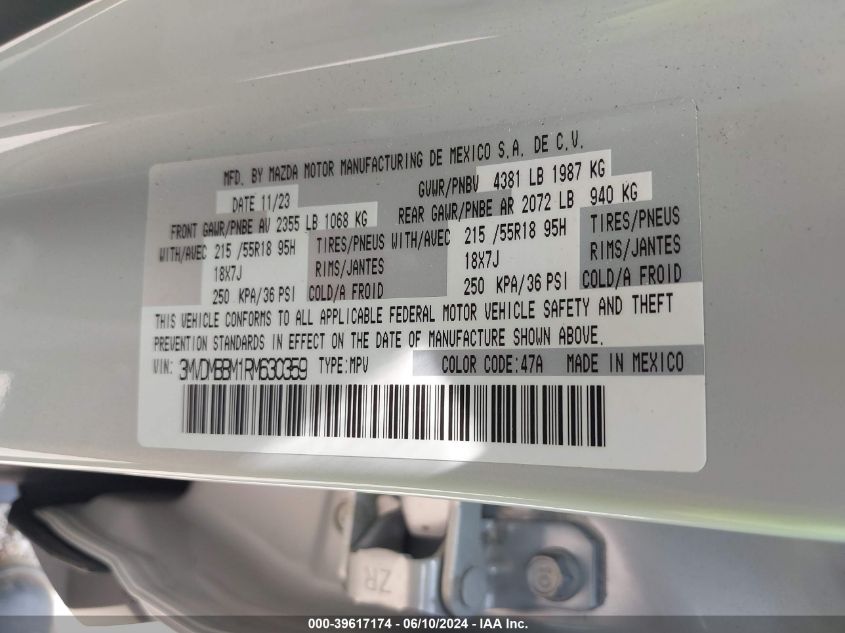 MFD. BY MAZDA MOTOR MANUFACTURING DE MEXICO S.A. DE C.V.
DATE 11/23 GVWR/PNBV 4381 LB 1987 KG
FRONT GAWR/PNBE AV 2355 LB 1068 KG REAR GAWR/PNBE AR 2072 LB 940 KG
WITH/AVEC 215 /55R18 95H TIRES/PNEUS WITH/AVEC 215 /55R18 95H TIRES/PNEUS
18X7J RIMS/JANTES 18X7J RIMS/JANTES
250 KPA/36 PSI COLD/A FROID 250 KPA/36 PSI COLD/A FROID
THIS VEHICLE CONFORMS TO ALL APPLICABLE FEDERAL MOTOR VEHICLE SAFETY AND THEFT
PREVENTION STANDARDS IN EFFECT ON THE DATE OF MANUFACTURE SHOWN ABOVE.
VIN: 3MVDMBBM1RM630359 TYPE:MPV COLOR CODE:47A MADE IN MEXICO
ZR
10
000-39617174 - 06/10/2024 - IAA Inc.